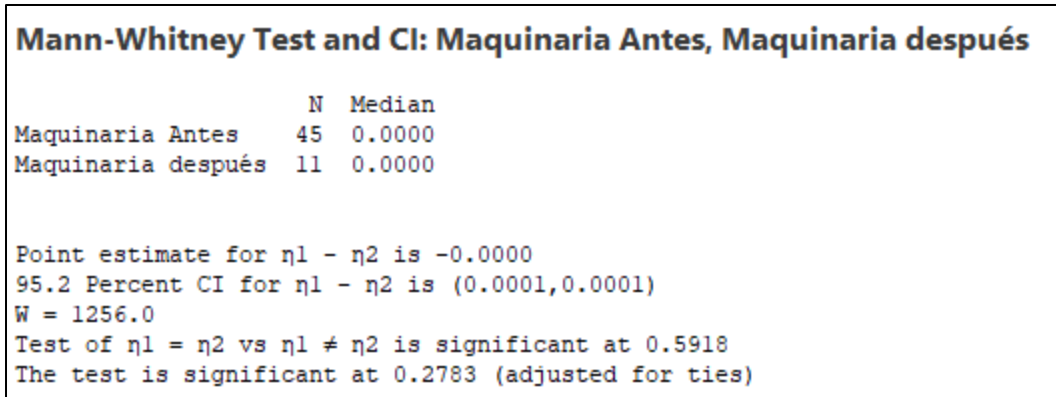 Mann-Whitney Test and CI: Maquinaria Antes, Maquinaria después
N Median
Maquinaria Antes 45 0.0000
Maquinaria después 11 0.0000
Point estimate for η1 - η2 is -0.0000
95.2 Percent CI for η1 - η2 is (0.0001,0.0001)
W = 1256.0
Test of η1 = η2 vs η1 ≠ η2 is significant at 0.5918
The test is significant at 0.2783 (adjusted for ties)